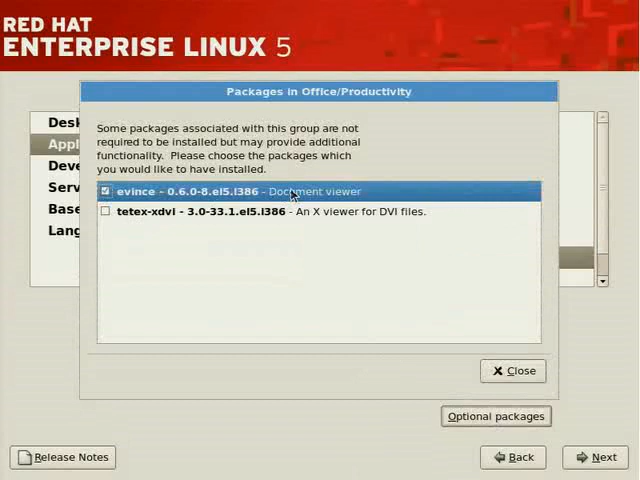 RED HAT
ENTERPRISE LINUX 5
Packages in Office/Productivity
Some packages associated with this group are not
required to be installed but may provide additional
functionality. Please choose the packages which
you would like to have installed.
evince - 0.6.0-8.el5.i386 - Document viewer
tetex-xdvi - 3.0-33.1.el5.i386 - An X viewer for DVI files.
Desk
Appl
Deve
Serv
Base
Lang
Close
Optional packages
Release Notes
Back
Next